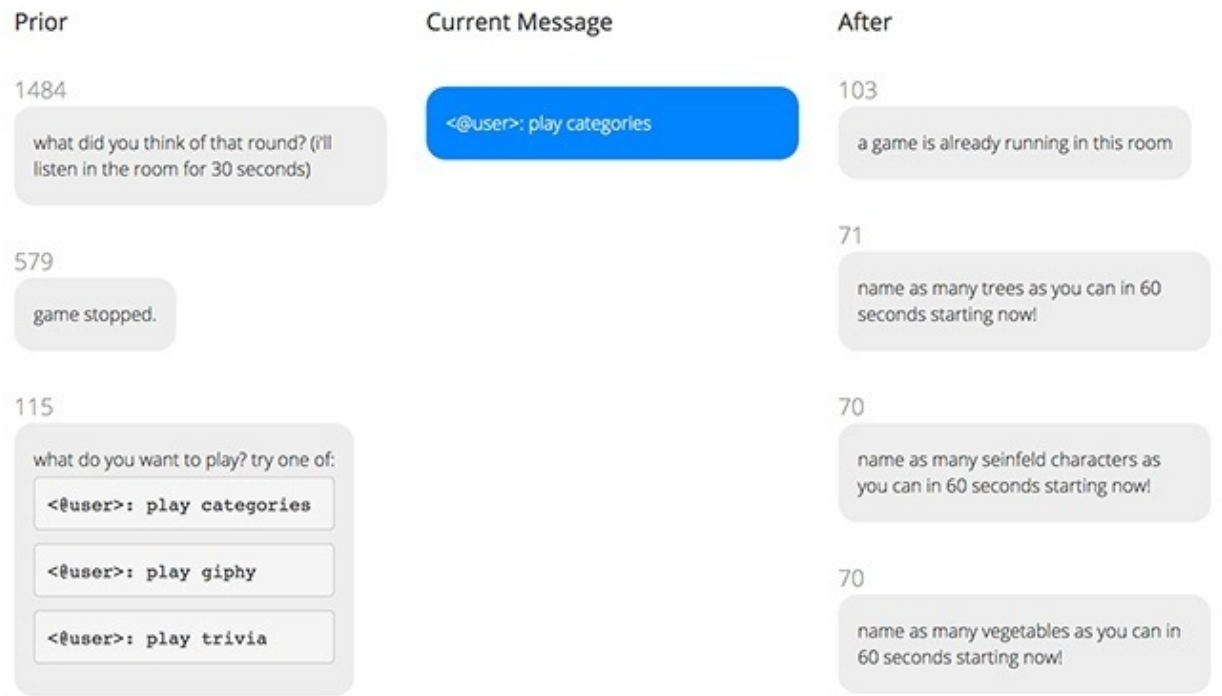 Prior
1484
what did you think of that round? (i'll
listen in the room for 30 seconds)
579
game stopped.
115
what do you want to play? try one of:
<@user>: play categories
<@user>: play giphy
<@user>: play trivia
Current Message
<@user>: play categories
After
103
a game is already running in this room
71
name as many trees as you can in 60
seconds starting now!
70
name as many seinfeld characters as
you can in 60 seconds starting now!
70
name as many vegetables as you can in
60 seconds starting now!